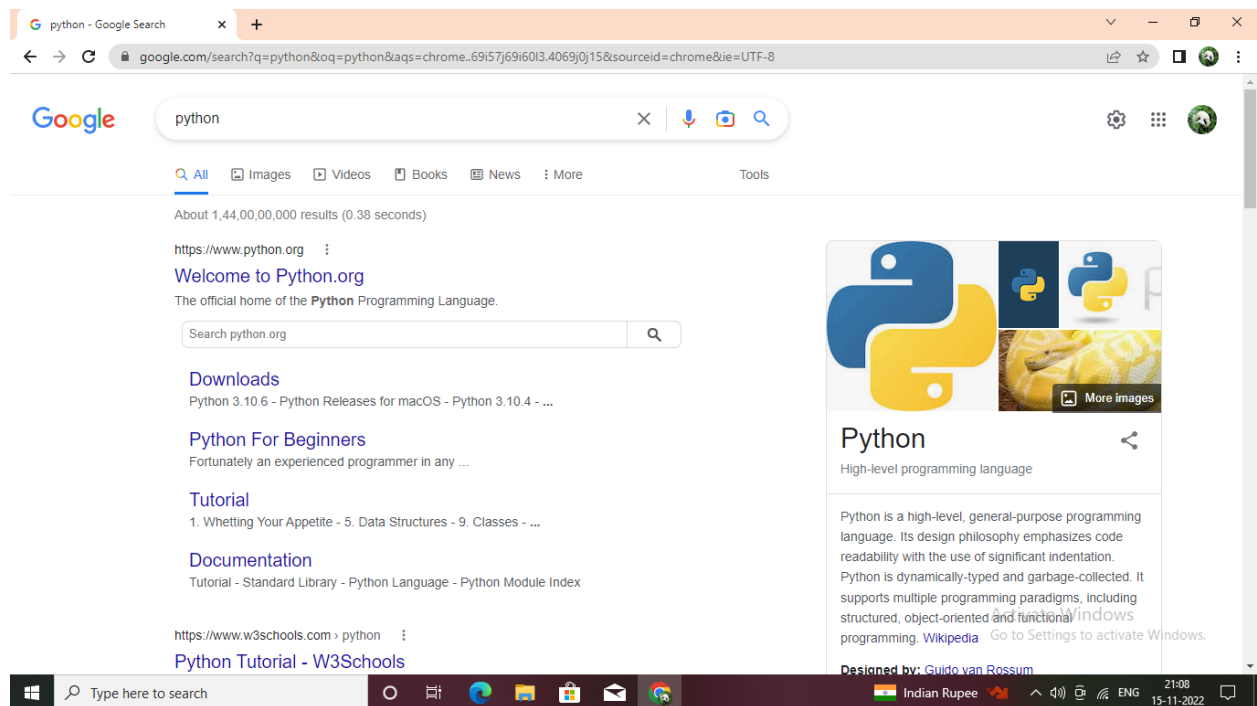 python - Google Search
google.com/search?q=python&oq=python&aqs=chrome..69i57j69i60l3.4069j0j15&sourceid=chrome&ie=UTF-8
Google
python
All Images Videos Books News More Tools
About 1,44,00,00,000 results (0.38 seconds)
https://www.python.org
Welcome to Python.org
The official home of the Python Programming Language.
Search python.org
Downloads
Python 3.10.6 - Python Releases for macOS - Python 3.10.4 - ...
Python For Beginners
Fortunately an experienced programmer in any ...
Tutorial
1. Whetting Your Appetite - 5. Data Structures - 9. Classes - ...
Documentation
Tutorial - Standard Library - Python Language - Python Module Index
https://www.w3schools.com › python
Python Tutorial - W3Schools
More images
Python
High-level programming language
Python is a high-level, general-purpose programming
language. Its design philosophy emphasizes code
readability with the use of significant indentation.
Python is dynamically-typed and garbage-collected. It
supports multiple programming paradigms, including
structured, object-oriented and functional
programming. Wikipedia
Designed by: Guido van Rossum
Activate Windows
Go to Settings to activate Windows.
Type here to search
Indian Rupee
ENG
21:08
15-11-2022